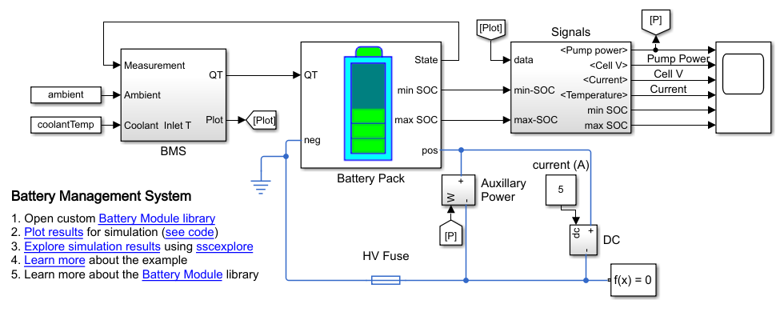 [Plot]
Signals
[P]
Measurement
QT
Ambient
Plot
Coolant Inlet T
BMS
ambient
coolantTemp
[Plot]
QT
State
min SOC
max SOC
neg
pos
Battery Pack
data
min-SOC
max-SOC
<Pump power>
<Cell V>
<Current>
<Temperature>
min SOC
max SOC
Pump Power
Cell V
Current
current (A)
5
W
+
-
Auxillary
Power
[P]
dc
+
-
DC
HV Fuse
f(x) = 0
Battery Management System
1. Open custom Battery Module library
2. Plot results for simulation (see code)
3. Explore simulation results using sscexplore
4. Learn more about the example
5. Learn more about the Battery Module library